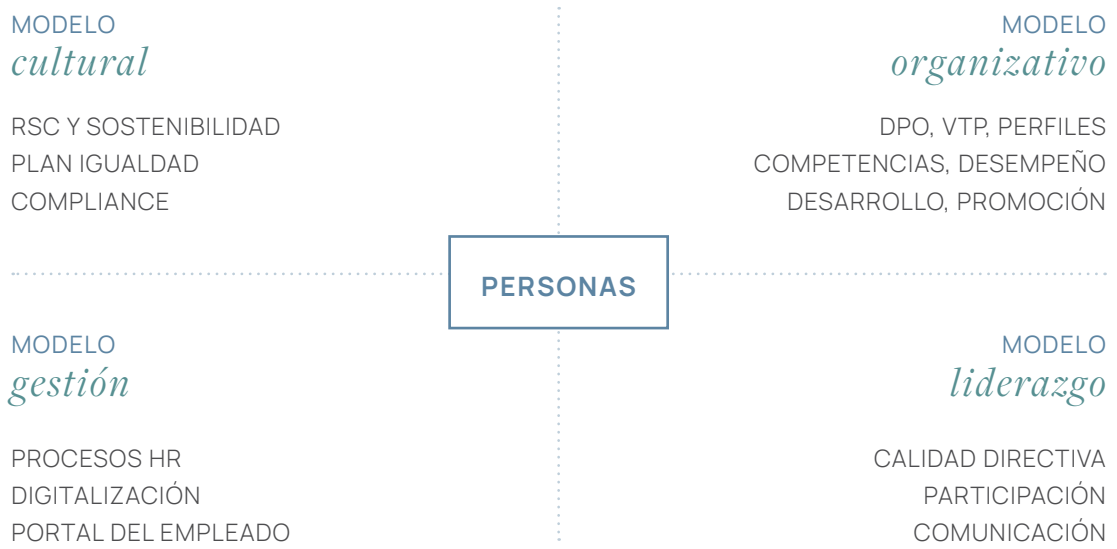 MODELO
cultural
RSC Y SOSTENIBILIDAD
PLAN IGUALDAD
COMPLIANCE
MODELO
organizativo
DPO, VTP, PERFILES
COMPETENCIAS, DESEMPEÑO
DESARROLLO, PROMOCIÓN
PERSONAS
MODELO
gestión
PROCESOS HR
DIGITALIZACIÓN
PORTAL DEL EMPLEADO
MODELO
liderazgo
CALIDAD DIRECTIVA
PARTICIPACIÓN
COMUNICACIÓN